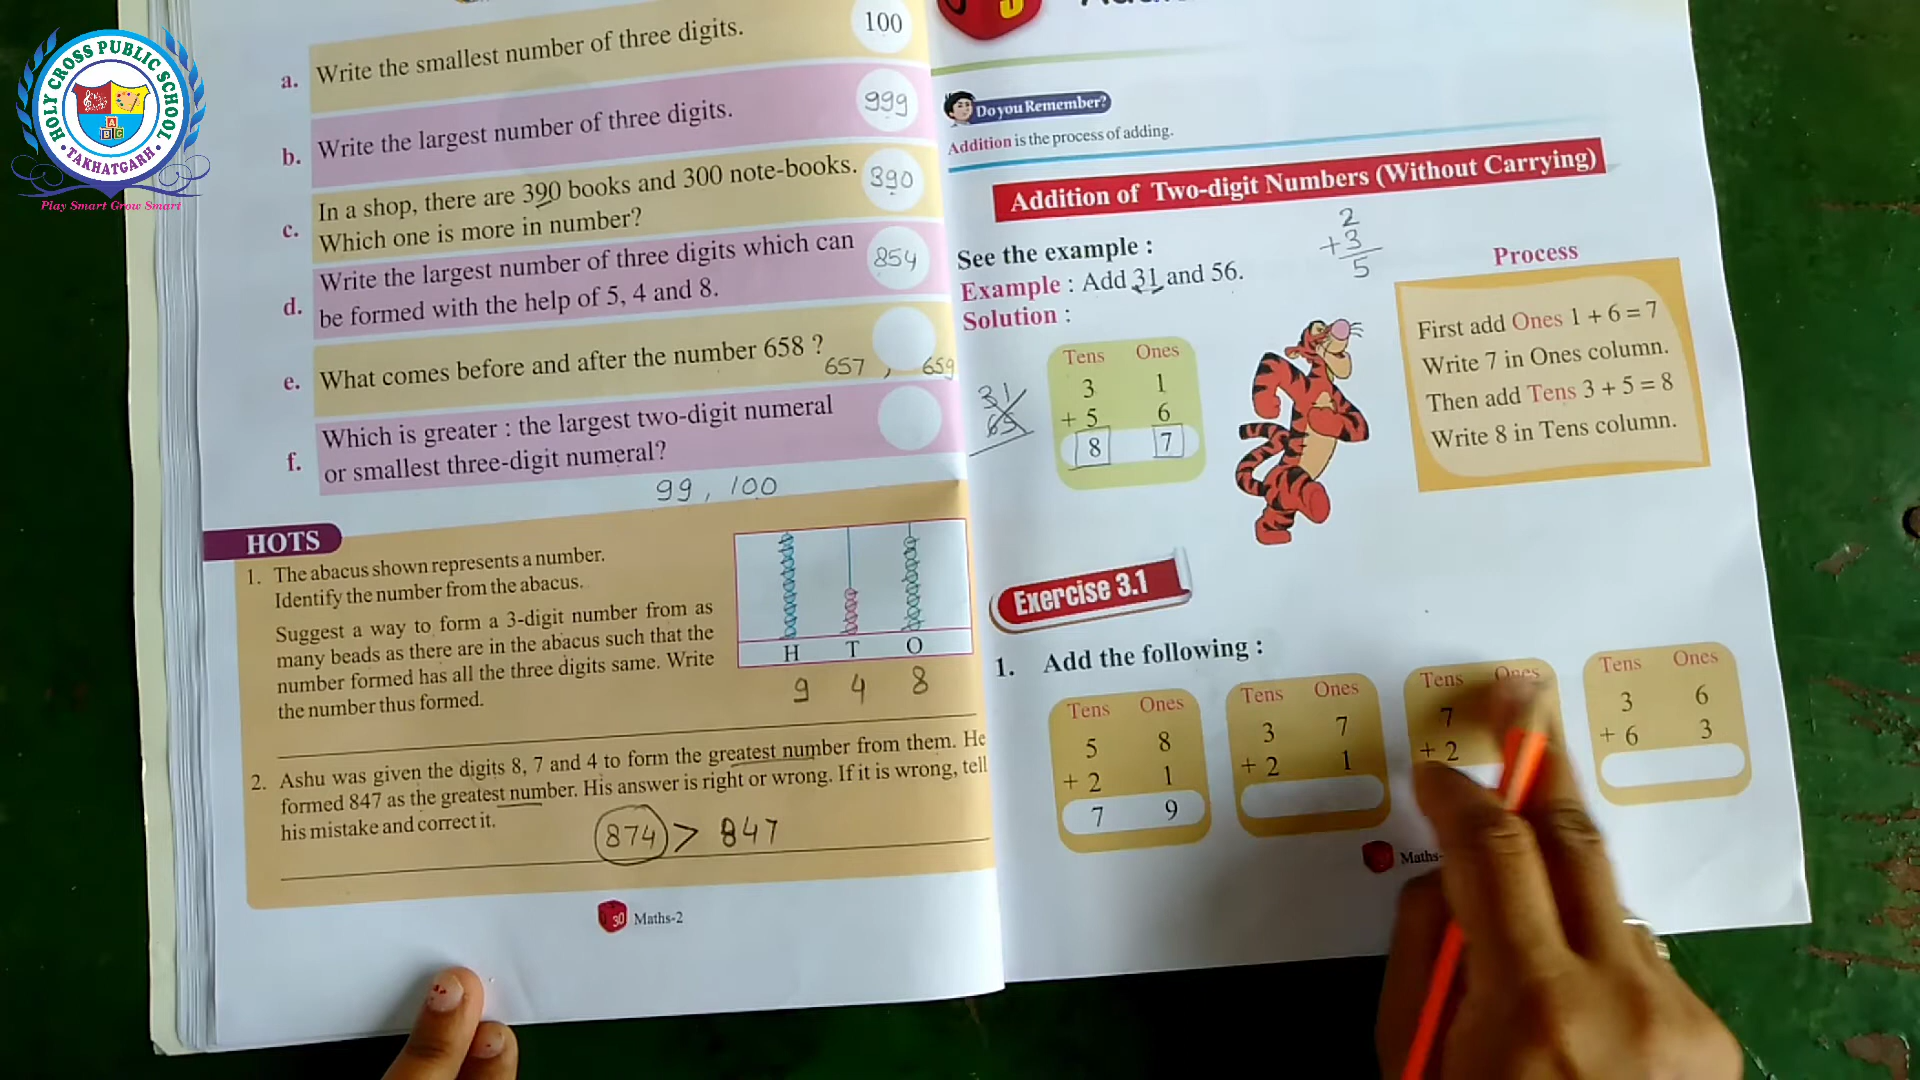 HOLY CROSS PUBLIC SCHOOL
TAKHATGARH
A
B C
Play Smart Grow Smart
a. Write the smallest number of three digits. 100
b. Write the largest number of three digits. 999
c. In a shop, there are 390 books and 300 note-books. 390
Which one is more in number?
d. Write the largest number of three digits which can 854
be formed with the help of 5, 4 and 8.
e. What comes before and after the number 658 ?
657 , 659
f. Which is greater : the largest two-digit numeral
or smallest three-digit numeral?
99 , 100
HOTS
1. The abacus shown represents a number.
Identify the number from the abacus.
Suggest a way to form a 3-digit number from as
many beads as there are in the abacus such that the
number formed has all the three digits same. Write
the number thus formed.
H T O
9 4 8
2. Ashu was given the digits 8, 7 and 4 to form the greatest number from them. He
formed 847 as the greatest number. His answer is right or wrong. If it is wrong, tell
his mistake and correct it.
874 > 847
30 Maths-2
Do you Remember?
Addition is the process of adding.
Addition of Two-digit Numbers (Without Carrying)
2
+ 3
5
See the example :
Example : Add 31 and 56.
Solution :
31
65
Tens Ones
3 1
+ 5 6
8 7
Process
First add Ones 1 + 6 = 7
Write 7 in Ones column.
Then add Tens 3 + 5 = 8
Write 8 in Tens column.
Exercise 3.1
1. Add the following :
Tens Ones
5 8
+ 2 1
7 9
Tens Ones
3 7
+ 2 1
Tens Ones
7
+ 2
Tens Ones
3 6
+ 6 3
Maths-